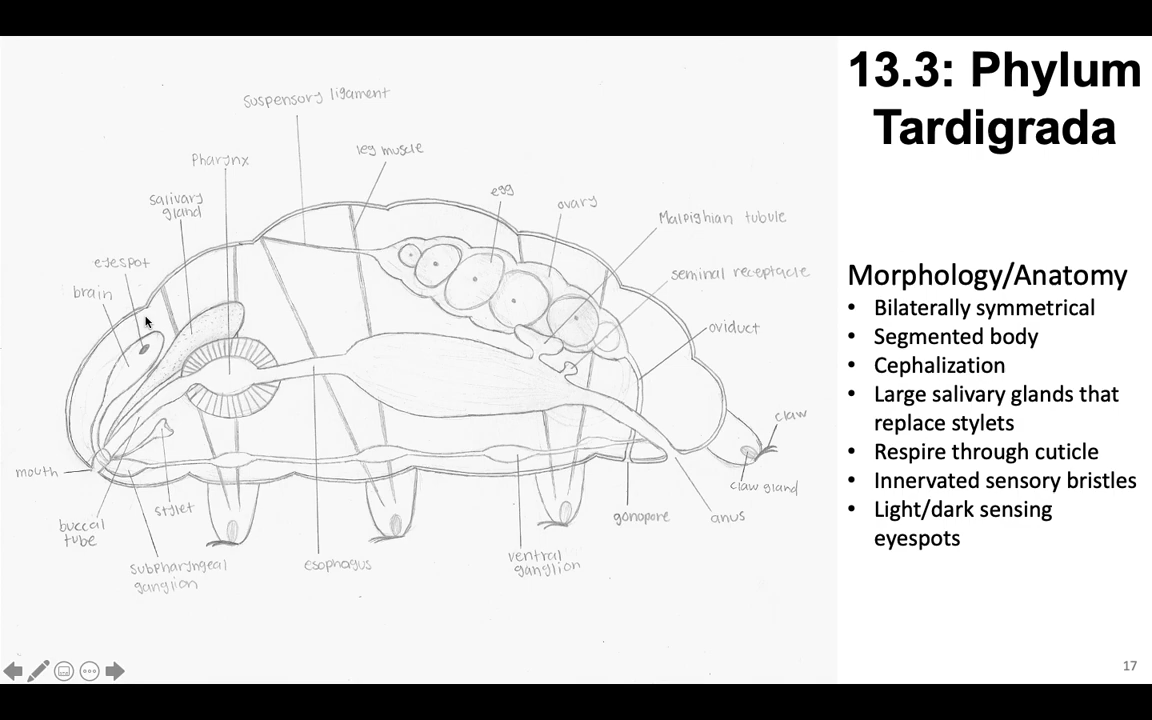 13.3: Phylum
Tardigrada
suspensory ligament
leg muscle
Pharynx
salivary
gland
egg
ovary
Malpighian tubule
eyespot
seminal receptacle
brain
oviduct
claw
mouth
claw gland
stylet
buccal
tube
gonopore
anus
subpharyngeal
ganglion
esophagus
ventral
ganglion
Morphology/Anatomy
• Bilaterally symmetrical
• Segmented body
• Cephalization
• Large salivary glands that
replace stylets
• Respire through cuticle
• Innervated sensory bristles
• Light/dark sensing
eyespots
17